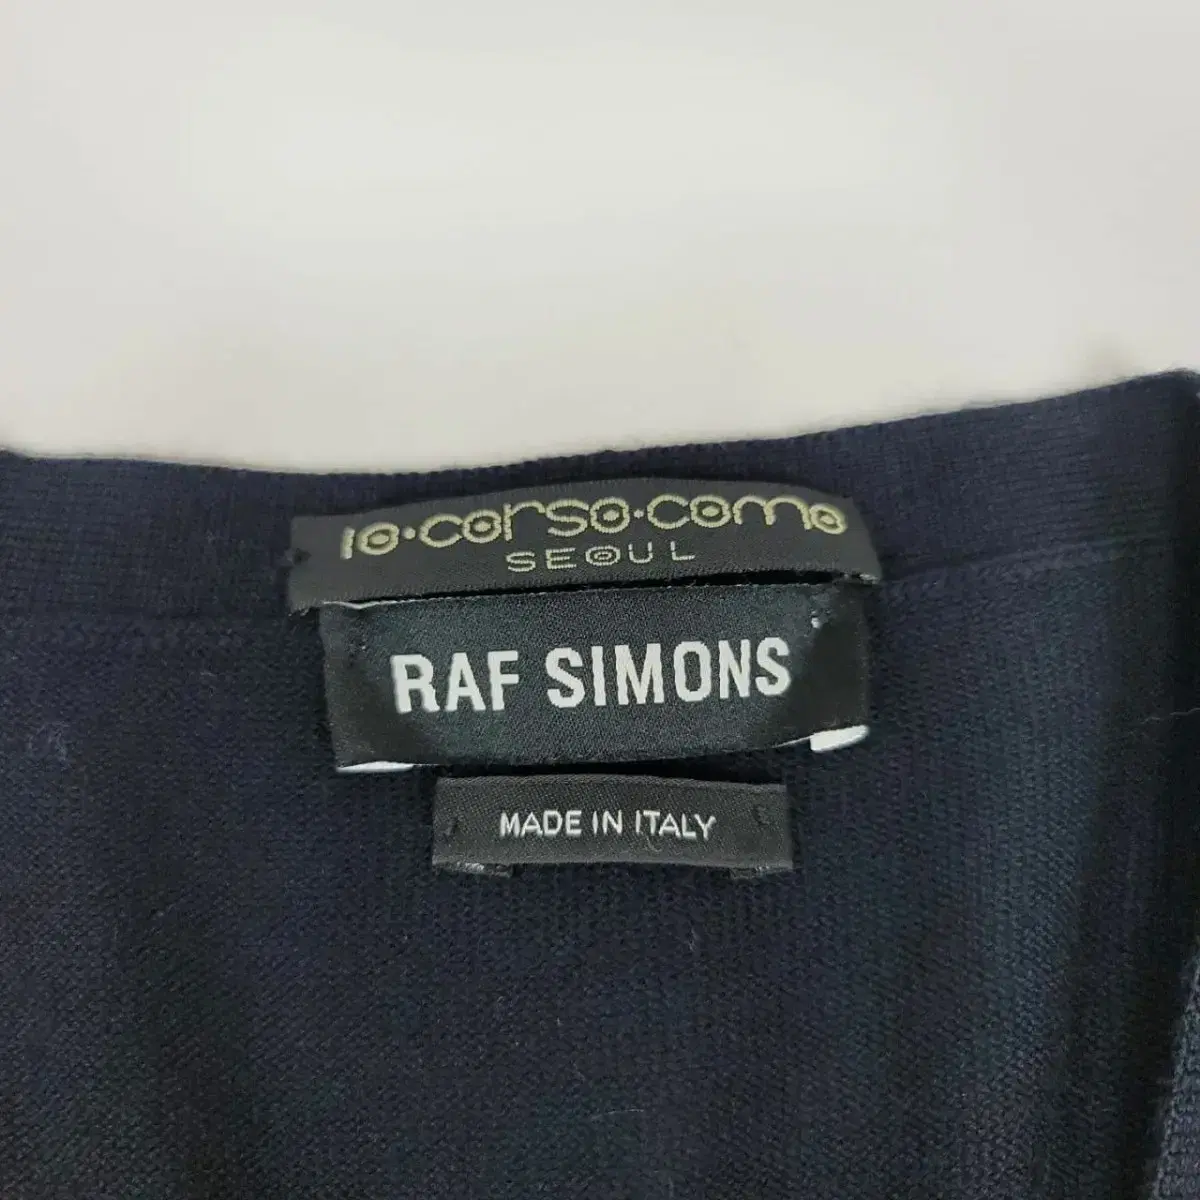 10·corso·como
SEOUL
RAF SIMONS
MADE IN ITALY